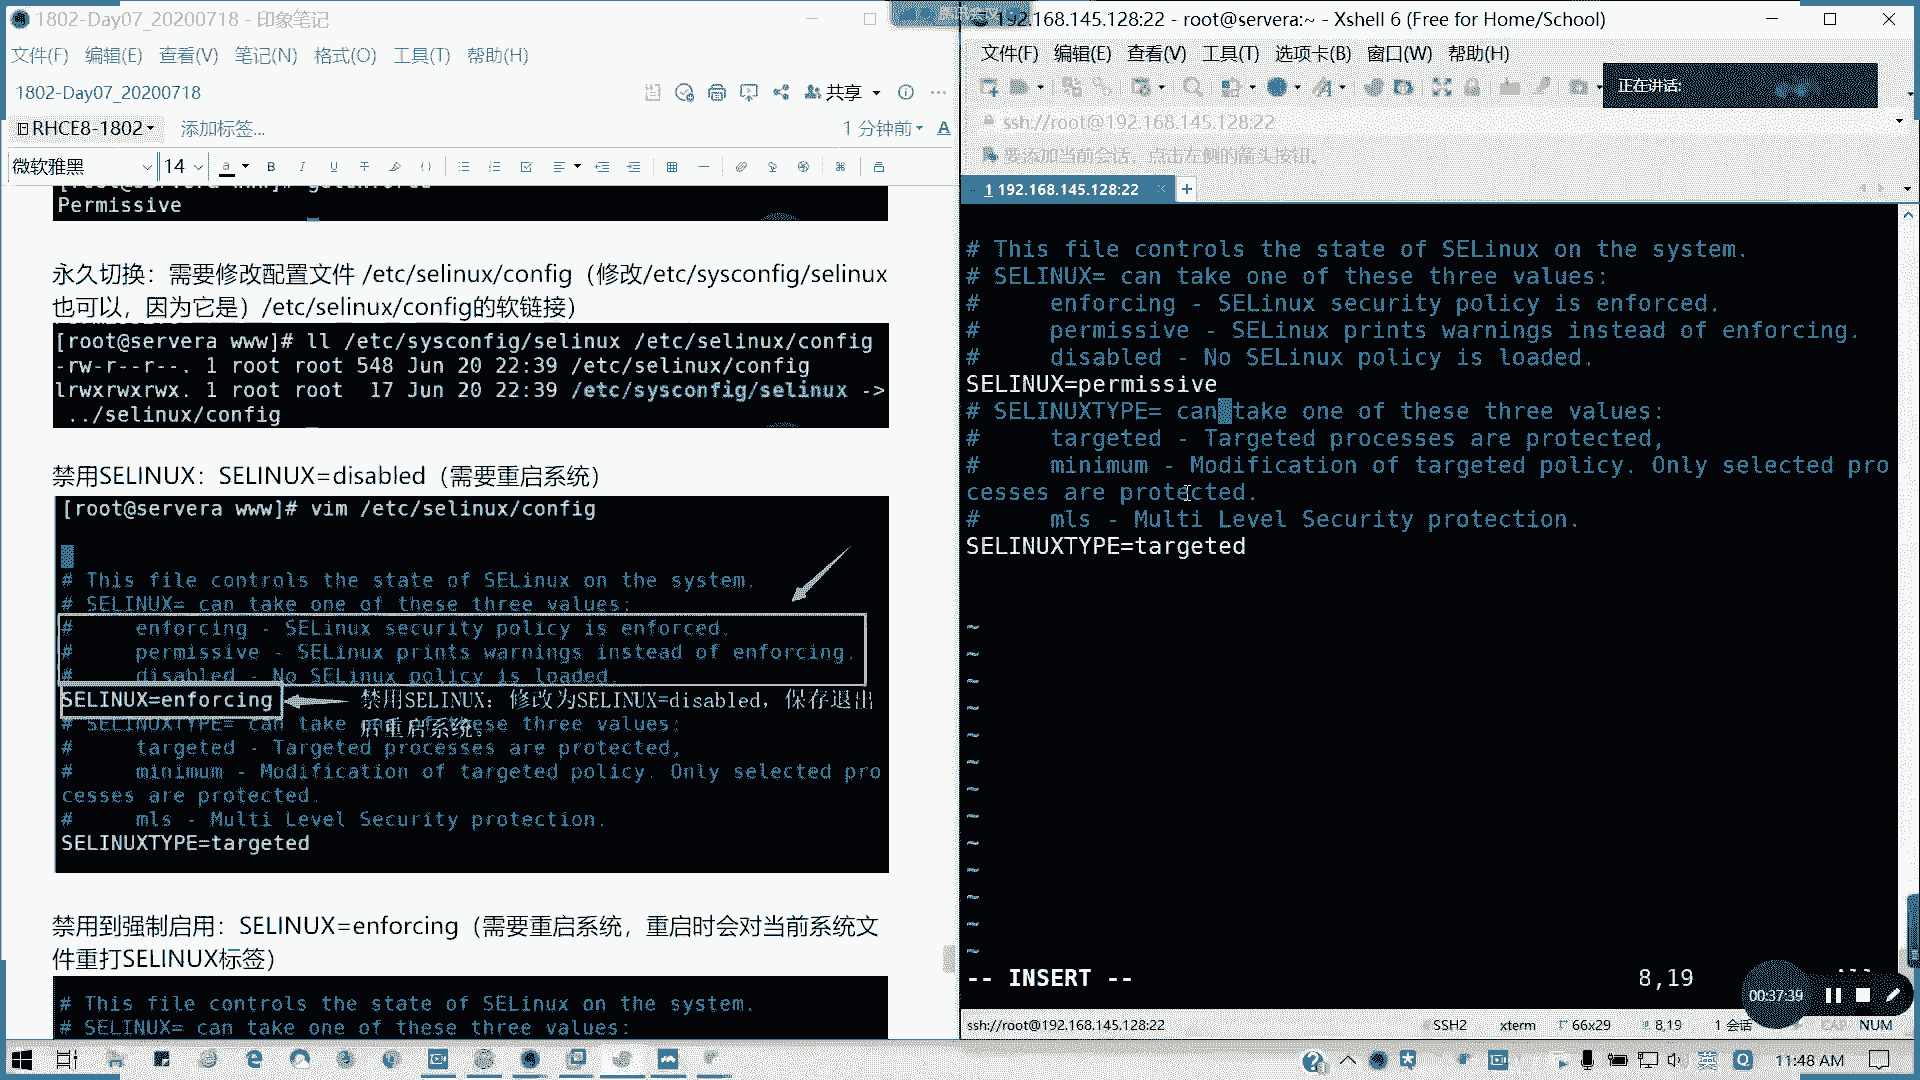 1802-Day07_20200718 - 印象笔记
文件(F) 编辑(E) 查看(V) 笔记(N) 格式(O) 工具(T) 帮助(H)
1802-Day07_20200718
共享
RHCE8-1802 添加标签...
1 分钟前
微软雅黑 14
Permissive
永久切换：需要修改配置文件 /etc/selinux/config（修改/etc/sysconfig/selinux
也可以，因为它是）/etc/selinux/config的软链接）
[root@servera www]# ll /etc/sysconfig/selinux /etc/selinux/config
-rw-r--r--. 1 root root 548 Jun 20 22:39 /etc/selinux/config
lrwxrwxrwx. 1 root root  17 Jun 20 22:39 /etc/sysconfig/selinux ->
../selinux/config
禁用SELINUX：SELINUX=disabled（需要重启系统）
[root@servera www]# vim /etc/selinux/config
# This file controls the state of SELinux on the system.
# SELINUX= can take one of these three values:
#     enforcing - SELinux security policy is enforced.
#     permissive - SELinux prints warnings instead of enforcing.
#     disabled - No SELinux policy is loaded.
SELINUX=enforcing
禁用SELINUX：修改为SELINUX=disabled，保存退出
后重启系统。
# SELINUXTYPE= can take one of these three values:
#     targeted - Targeted processes are protected,
#     minimum - Modification of targeted policy. Only selected pro
cesses are protected.
#     mls - Multi Level Security protection.
SELINUXTYPE=targeted
禁用到强制启用：SELINUX=enforcing（需要重启系统，重启时会对当前系统文
件重打SELINUX标签）
# This file controls the state of SELinux on the system.
# SELINUX= can take one of these three values:
192.168.145.128:22 - root@servera:~ - Xshell 6 (Free for Home/School)
文件(F) 编辑(E) 查看(V) 工具(T) 选项卡(B) 窗口(W) 帮助(H)
正在讲话:
ssh://root@192.168.145.128:22
要添加当前会话，点击左侧的箭头按钮。
1 192.168.145.128:22
# This file controls the state of SELinux on the system.
# SELINUX= can take one of these three values:
#     enforcing - SELinux security policy is enforced.
#     permissive - SELinux prints warnings instead of enforcing.
#     disabled - No SELinux policy is loaded.
SELINUX=permissive
# SELINUXTYPE= can take one of these three values:
#     targeted - Targeted processes are protected,
#     minimum - Modification of targeted policy. Only selected pro
cesses are protected.
#     mls - Multi Level Security protection.
SELINUXTYPE=targeted
~
~
~
~
~
~
~
~
~
~
~
~
~
-- INSERT -- 8,19
00:37:39
ssh://root@192.168.145.128:22 SSH2 xterm 66x29 8,19 1 会话 CAP NUM
英 11:48 AM